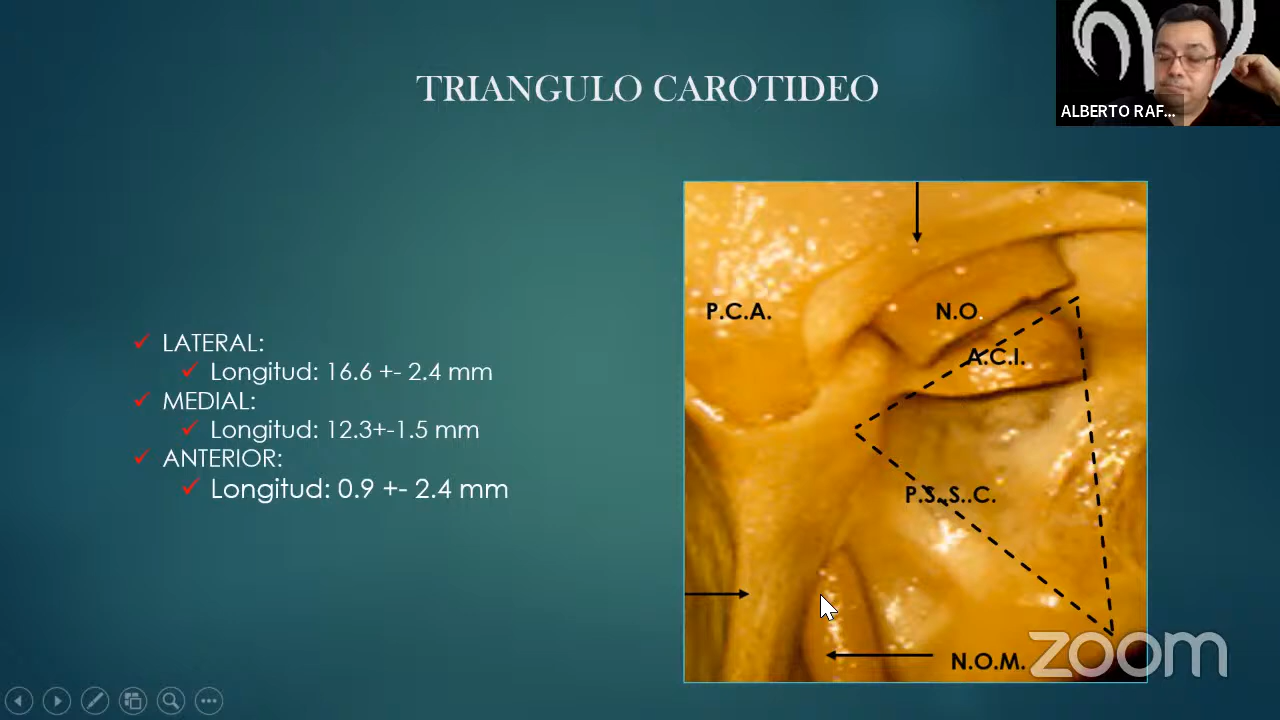 TRIANGULO CAROTIDEO
ALBERTO RAF...
LATERAL:
Longitud: 16.6 +- 2.4 mm
MEDIAL:
Longitud: 12.3+-1.5 mm
ANTERIOR:
Longitud: 0.9 +- 2.4 mm
P.C.A.
N.O.
A.C.I.
P.S..S..C.
N.O.M.
zoom